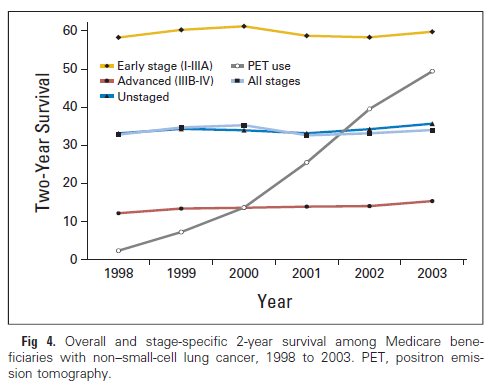 60
50
40
30
20
10
0
Two-Year Survival
Early stage (I-IIIA)
PET use
Advanced (IIIB-IV)
All stages
Unstaged
1998 1999 2000 2001 2002 2003
Year
Fig 4. Overall and stage-specific 2-year survival among Medicare bene-
ficiaries with non–small-cell lung cancer, 1998 to 2003. PET, positron emis-
sion tomography.